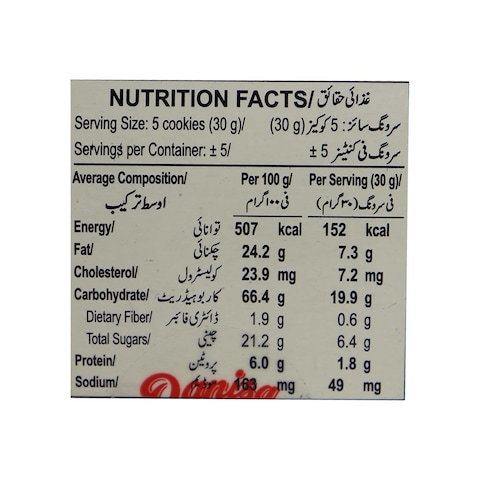 NUTRITION FACTS/ غذائی حقائق
Serving Size: 5 cookies (30 g)/ سرونگ سائز: 5 کوکیز (30 g)
Servings per Container: ± 5/ سرونگ فی کنٹینر 5 ±
Average Composition/ Per 100 g/ Per Serving (30 g)/
اوسط ترکیب فی ۱۰۰گرام فی سرونگ (۳۰ گرام)
Energy/ توانائی 507 kcal 152 kcal
Fat/ چکنائی 24.2 g 7.3 g
Cholesterol/ کولیسٹرول 23.9 mg 7.2 mg
Carbohydrate/ کاربوہیڈریٹ 66.4 g 19.9 g
Dietary Fiber/ ڈائٹری فائبر 1.9 g 0.6 g
Total Sugars/ چینی 21.2 g 6.4 g
Protein/ پروٹین 6.0 g 1.8 g
Sodium/ 163 mg 49 mg